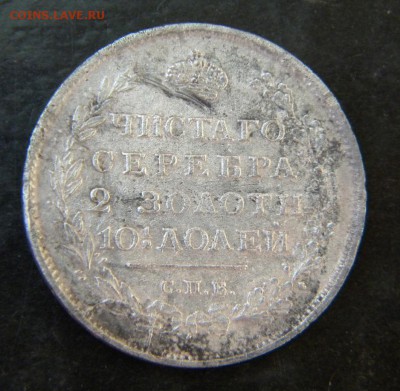 COINS.LAVE.RU
ЧИСТАГО
СЕРЕБРА
2 ЗОЛОТН
10½ ДОЛЕЙ
С.П.Б.